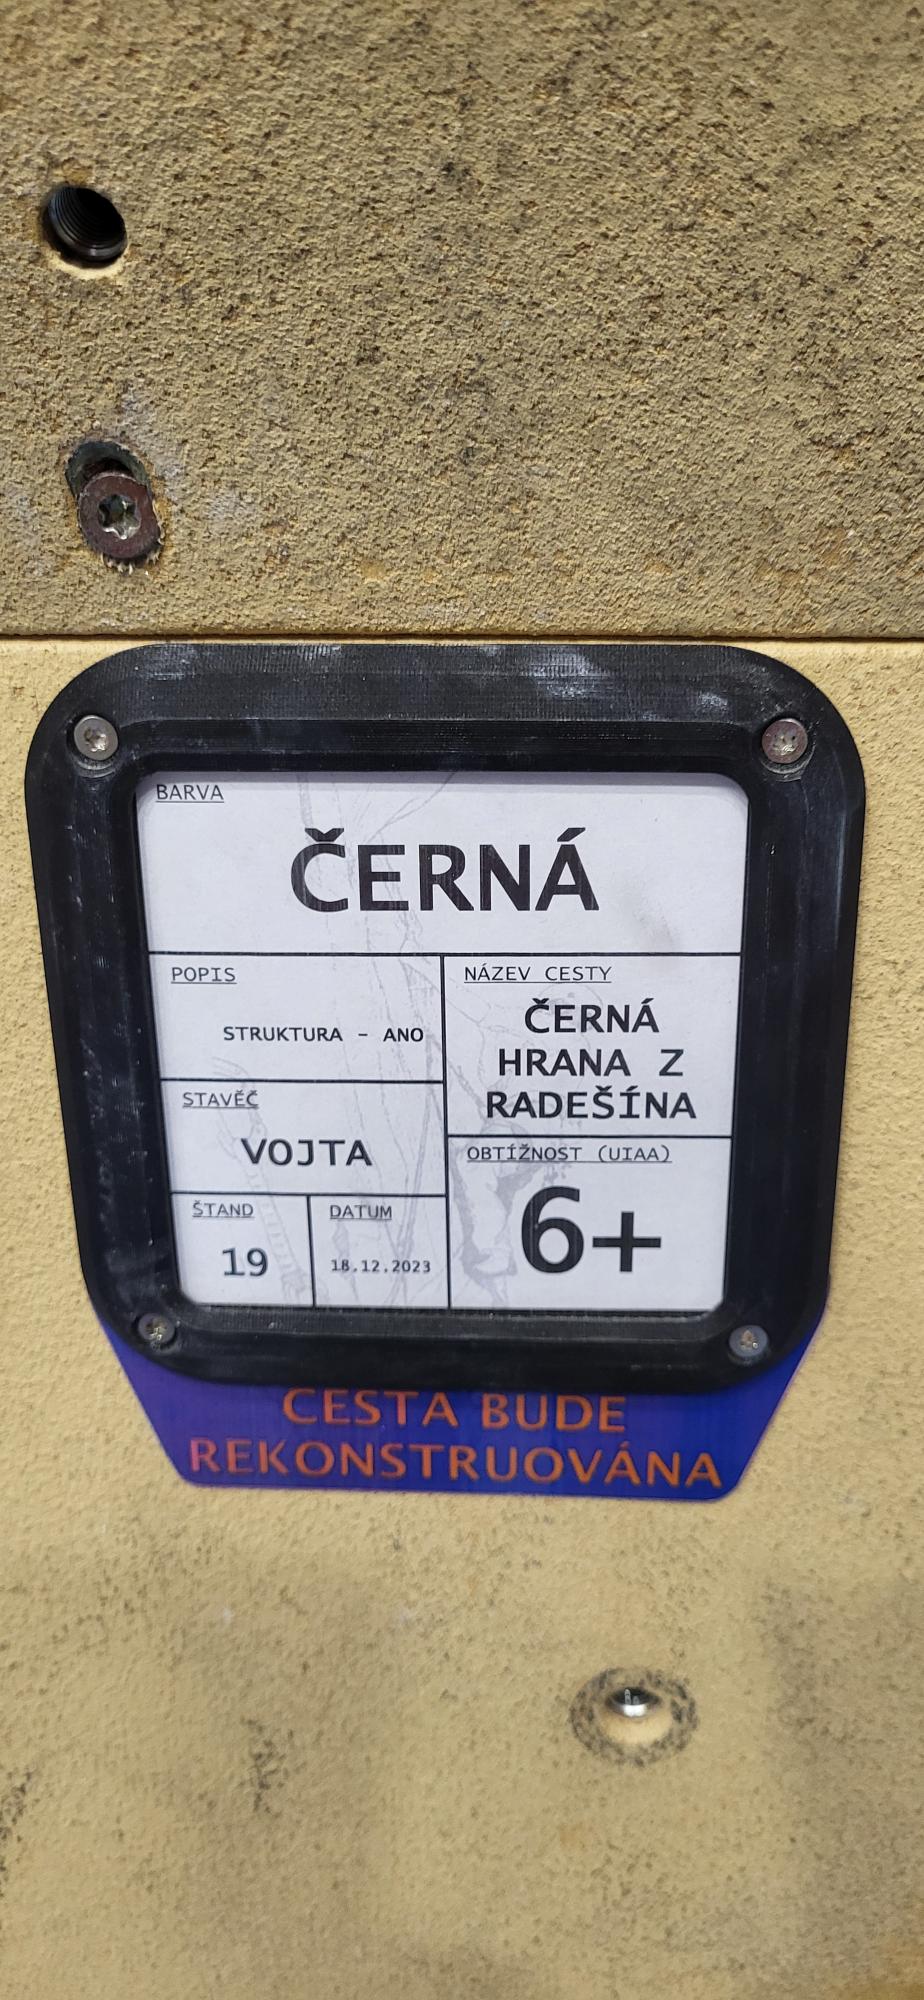 BARVA
ČERNÁ
POPIS
STRUKTURA - ANO
NÁZEV CESTY
ČERNÁ
HRANA Z
RADEŠÍNA
STAVĚČ
VOJTA
OBTÍŽNOST (UIAA)
6+
ŠTAND
19
DATUM
18.12.2023
CESTA BUDE
REKONSTRUOVÁNA